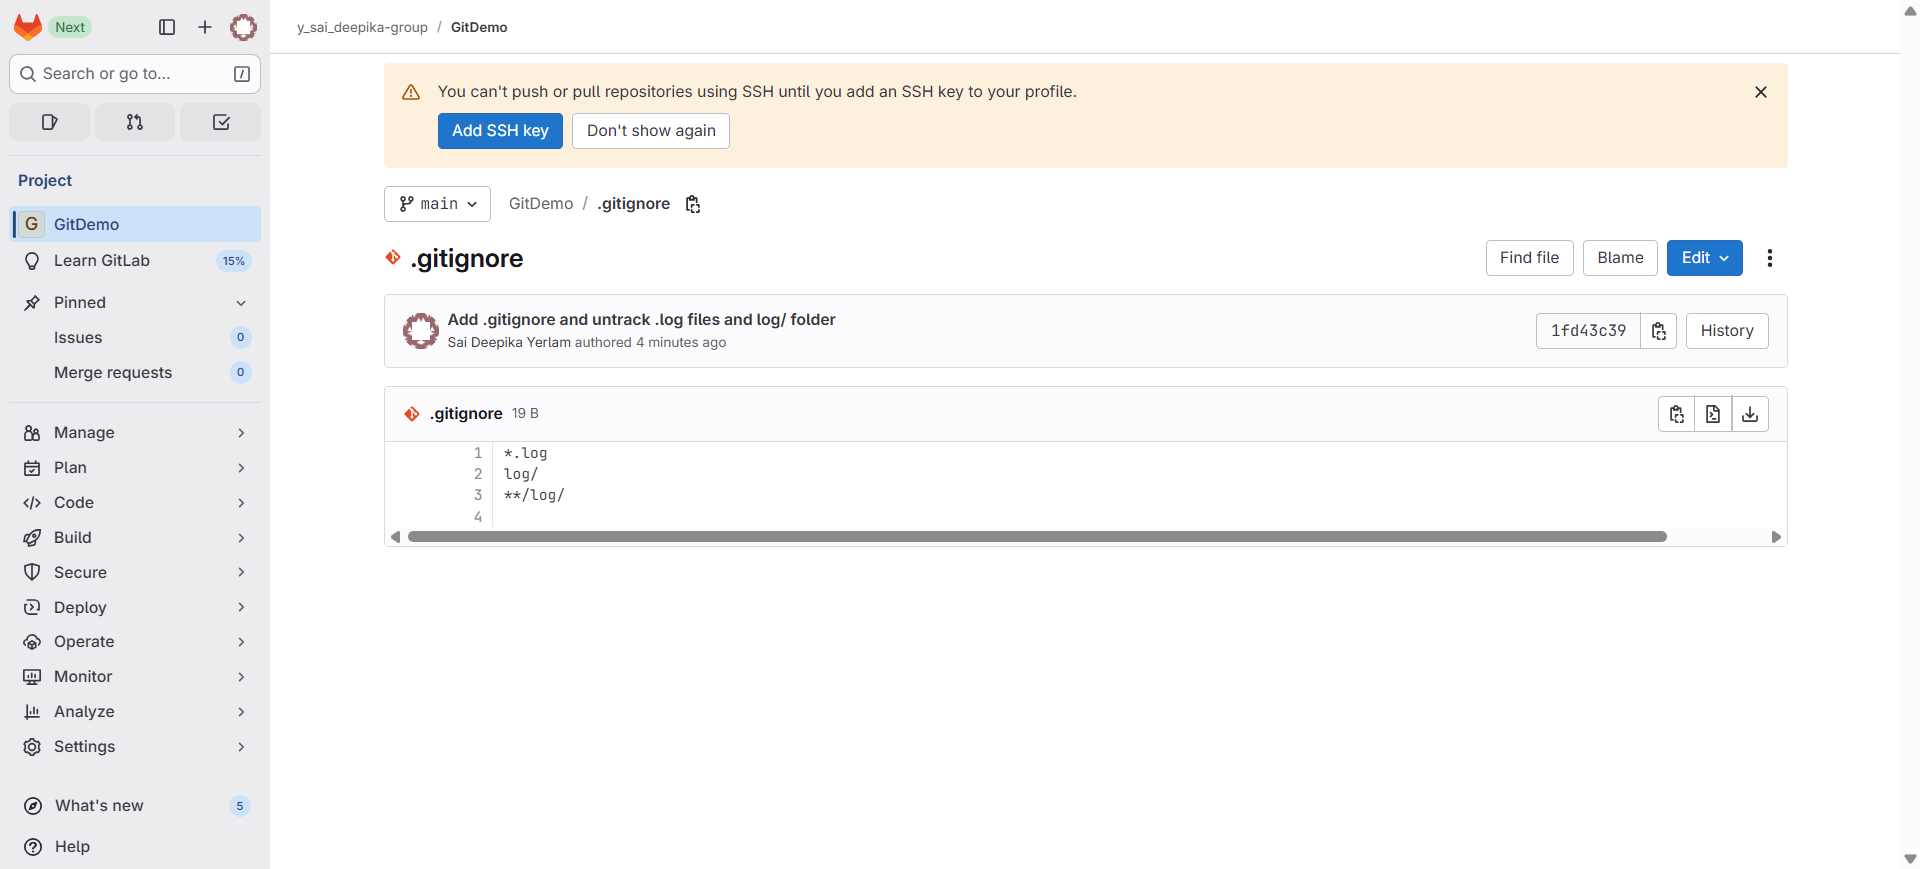 Next
Search or go to...
/
Project
G GitDemo
Learn GitLab 15%
Pinned
Issues 0
Merge requests 0
Manage
Plan
Code
Build
Secure
Deploy
Operate
Monitor
Analyze
Settings
What's new 5
Help
y_sai_deepika-group / GitDemo
You can't push or pull repositories using SSH until you add an SSH key to your profile.
Add SSH key Don't show again
main GitDemo / .gitignore
.gitignore
Find file Blame Edit
Add .gitignore and untrack .log files and log/ folder
Sai Deepika Yerlam authored 4 minutes ago
1fd43c39 History
.gitignore 19 B
1 *.log
2 log/
3 **/log/
4